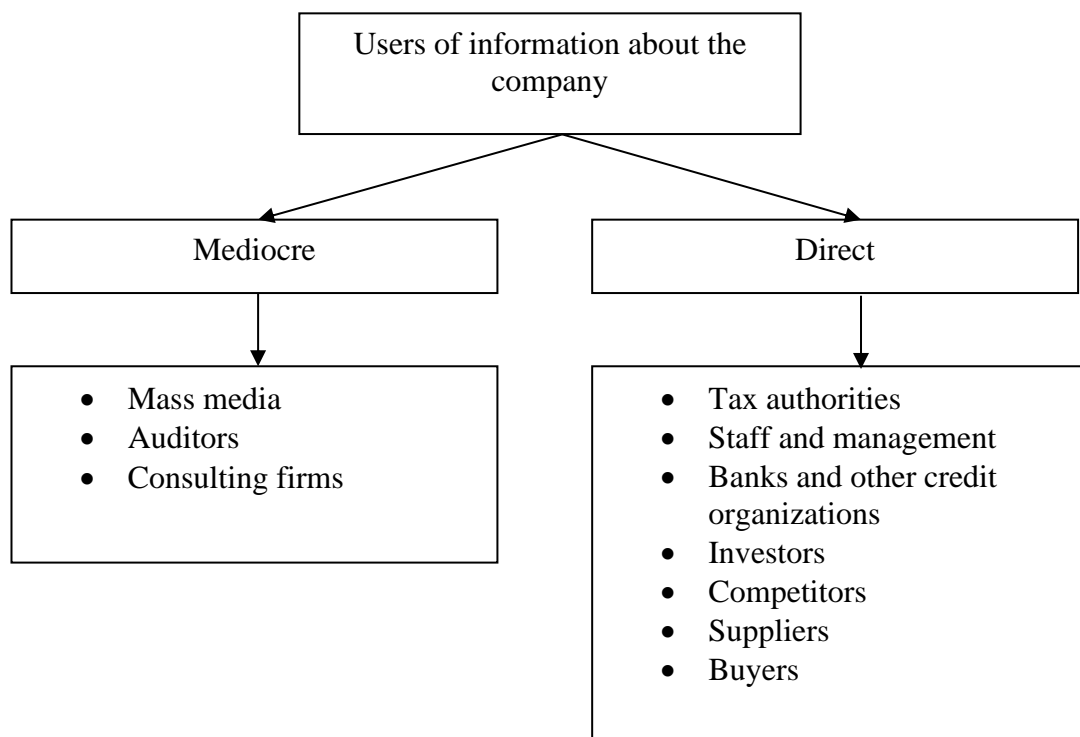 Users of information about the
company
Mediocre
Direct
• Mass media
• Auditors
• Consulting firms
• Tax authorities
• Staff and management
• Banks and other credit
organizations
• Investors
• Competitors
• Suppliers
• Buyers